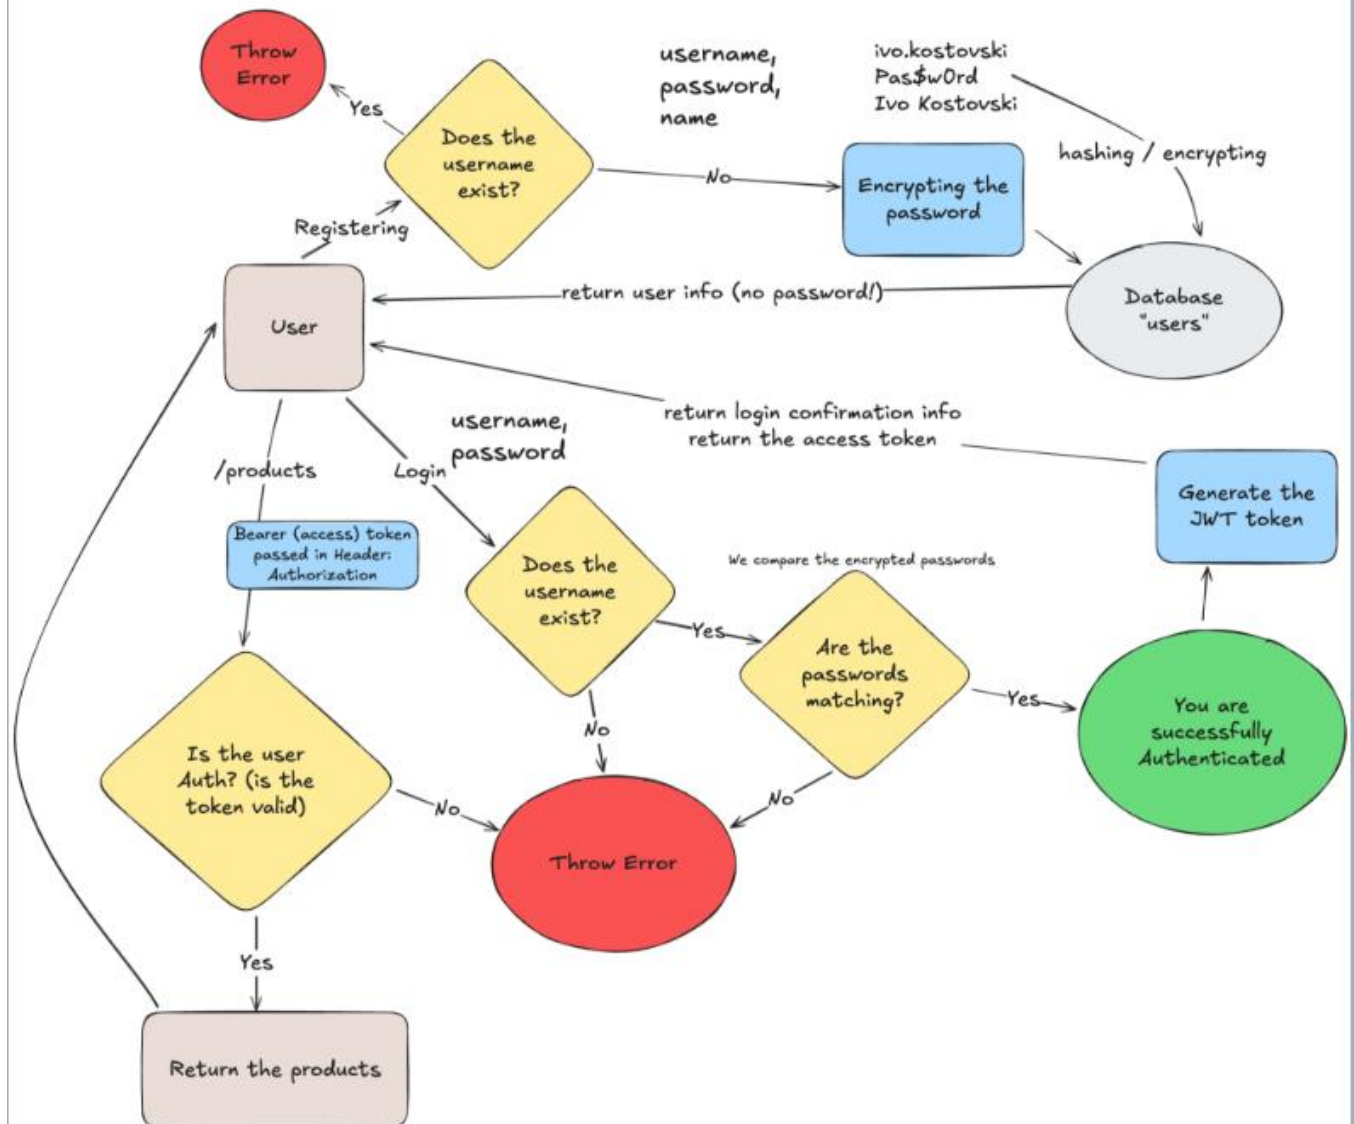 Throw
Error
Yes
Does the
username
exist?
username,
password,
name
ivo.kostovski
Pas$w0rd
Ivo Kostovski
hashing / encrypting
No
Encrypting the
password
Registering
User
return user info (no password!)
Database
"users"
return login confirmation info
return the access token
username,
password
/products
Login
Bearer (access) token
passed in Header:
Authorization
Does the
username
exist?
We compare the encrypted passwords
Generate the
JWT token
Yes
Are the
passwords
matching?
Yes
You are
successfully
Authenticated
No
Is the user
Auth? (is the
token valid)
No
No
Throw Error
Yes
Return the products